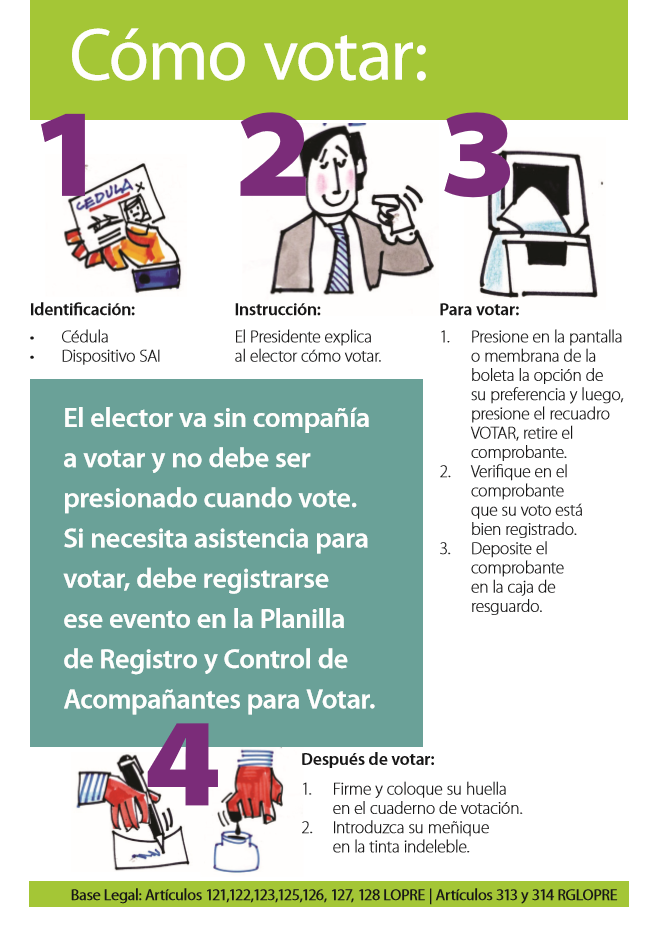 Cómo votar:
1
CEDULA
Identificación:
• Cédula
• Dispositivo SAI
2
Instrucción:
El Presidente explica
al elector cómo votar.
3
Para votar:
1. Presione en la pantalla
o membrana de la
boleta la opción de
su preferencia y luego,
presione el recuadro
VOTAR, retire el
comprobante.
2. Verifique en el
comprobante
que su voto está
bien registrado.
3. Deposite el
comprobante
en la caja de
resguardo.
El elector va sin compañía
a votar y no debe ser
presionado cuando vote.
Si necesita asistencia para
votar, debe registrarse
ese evento en la Planilla
de Registro y Control de
Acompañantes para Votar.
4
Después de votar:
1. Firme y coloque su huella
en el cuaderno de votación.
2. Introduzca su meñique
en la tinta indeleble.
Base Legal: Artículos 121,122,123,125,126, 127, 128 LOPRE | Artículos 313 y 314 RGLOPRE